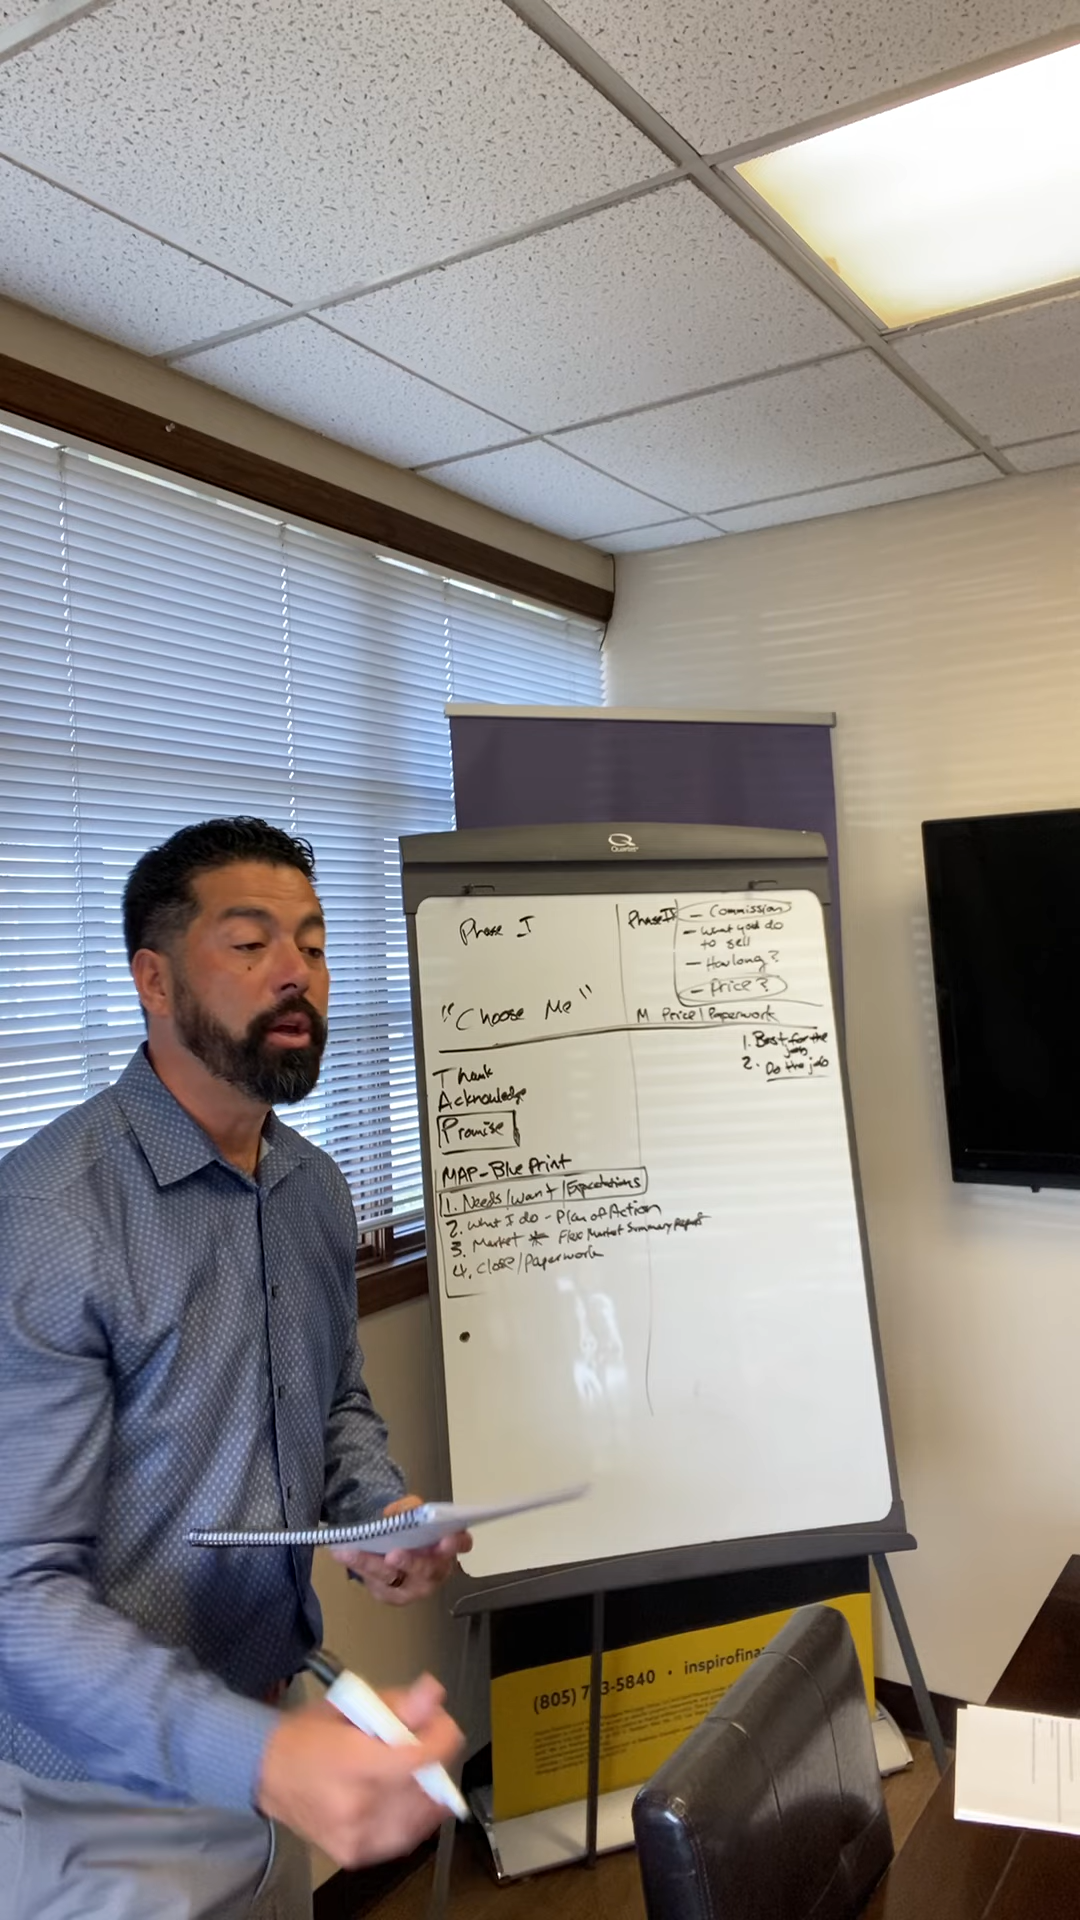 Quartet
Phase I
"Choose Me"
Phase II
- Commission
- What you do
to sell
- How long?
- Price?
M Price/Paperwork
1. Best for the
job
2. Do the job
Thank
Acknowledge
Promise
MAP-Blue Print
1. Needs/Want/Expectations
2. What I do - Plan of Action
3. Market * Flex Market Summary Report
4. Close/Paperwork
(805) 7 3-5840 • inspirofina